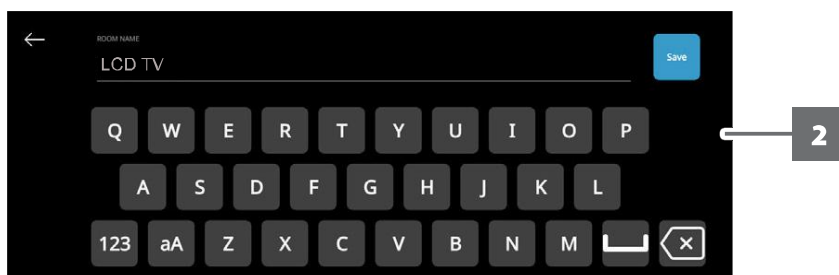 ROOM NAME
LCD TV
Save
Q W E R T Y U I O P
2
A S D F G H J K L
123 aA Z X C V B N M